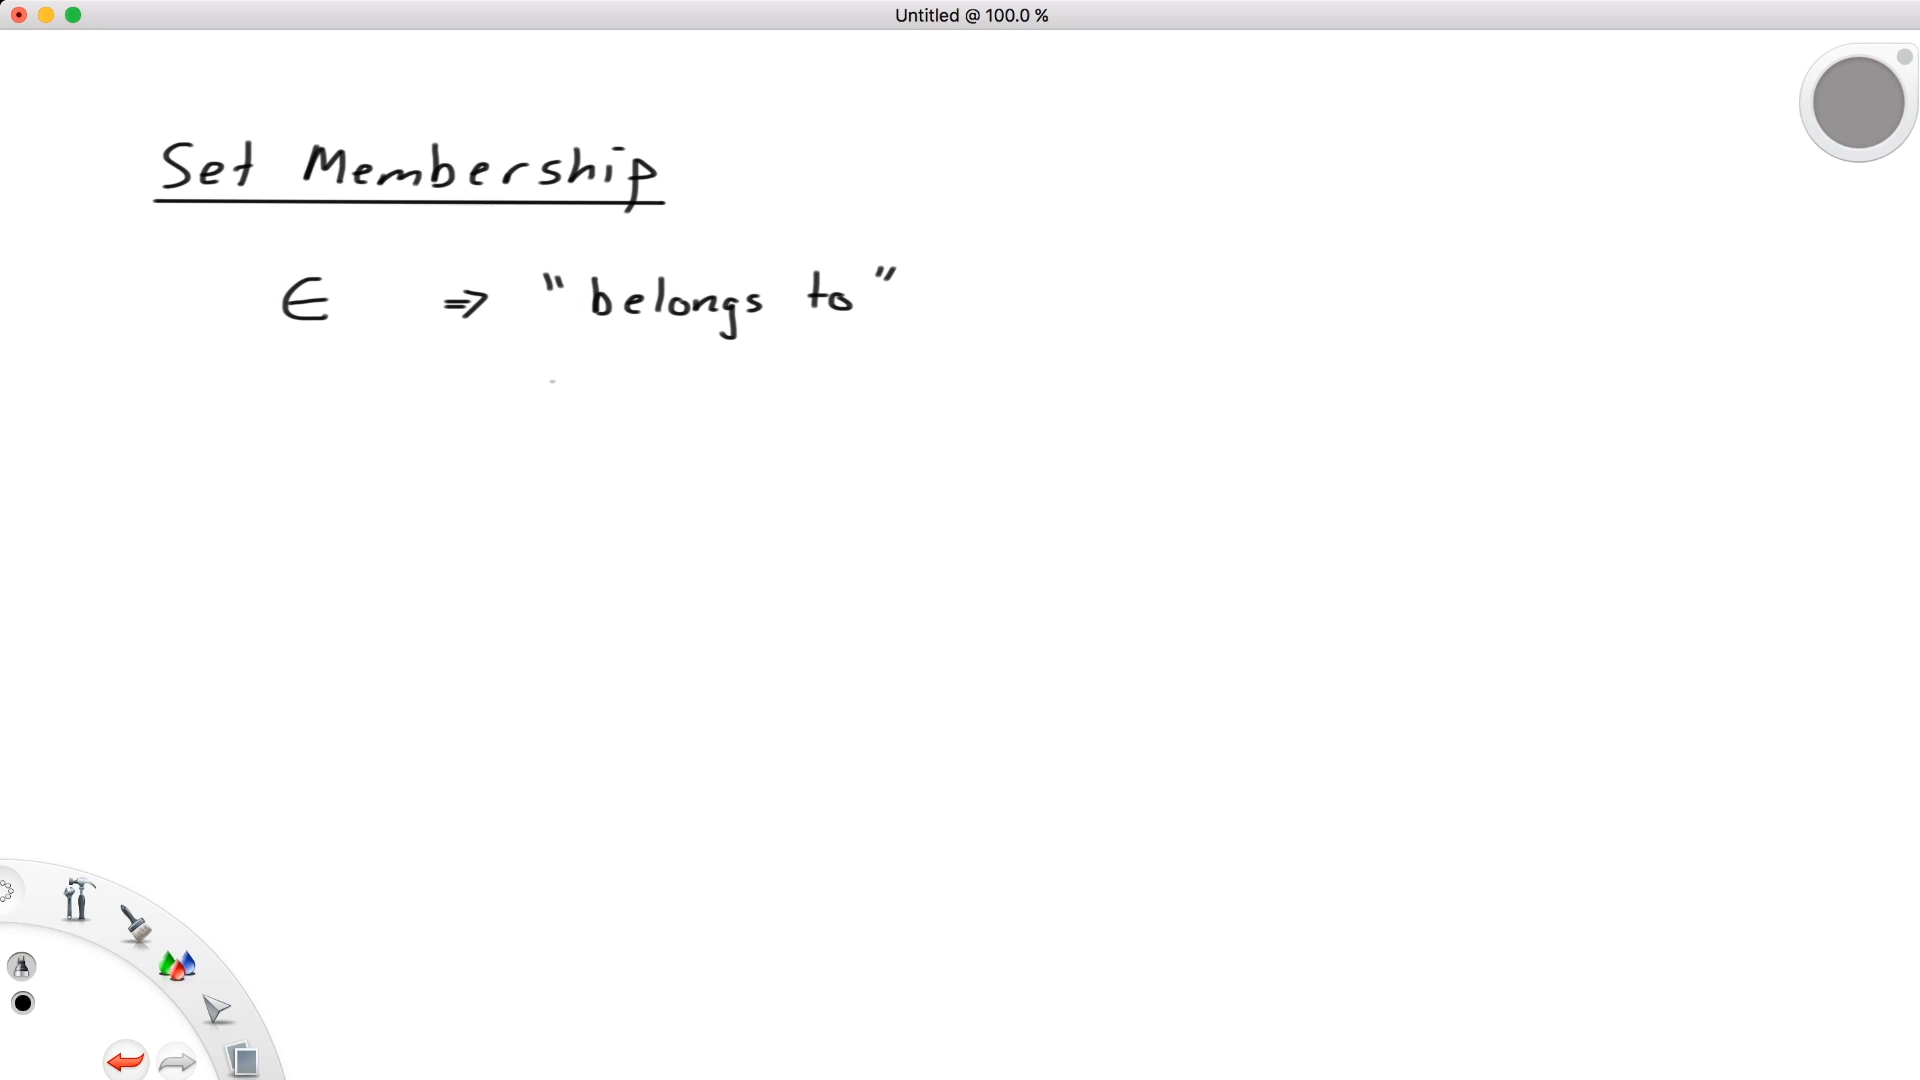 Untitled @ 100.0 %
Set Membership
∈ ⇒ "belongs to"